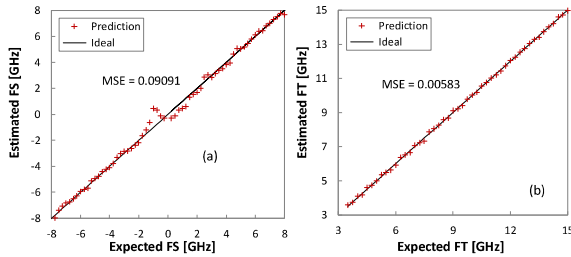 Estimated FS [GHz]
8
6
4
2
0
-2
-4
-6
-8
Prediction
Ideal
MSE = 0.09091
(a)
-8 -6 -4 -2 0 2 4 6 8
Expected FS [GHz]
Estimated FT [GHz]
15
13
11
9
7
5
3
Prediction
Ideal
MSE = 0.00583
(b)
3 6 9 12 15
Expected FT [GHz]